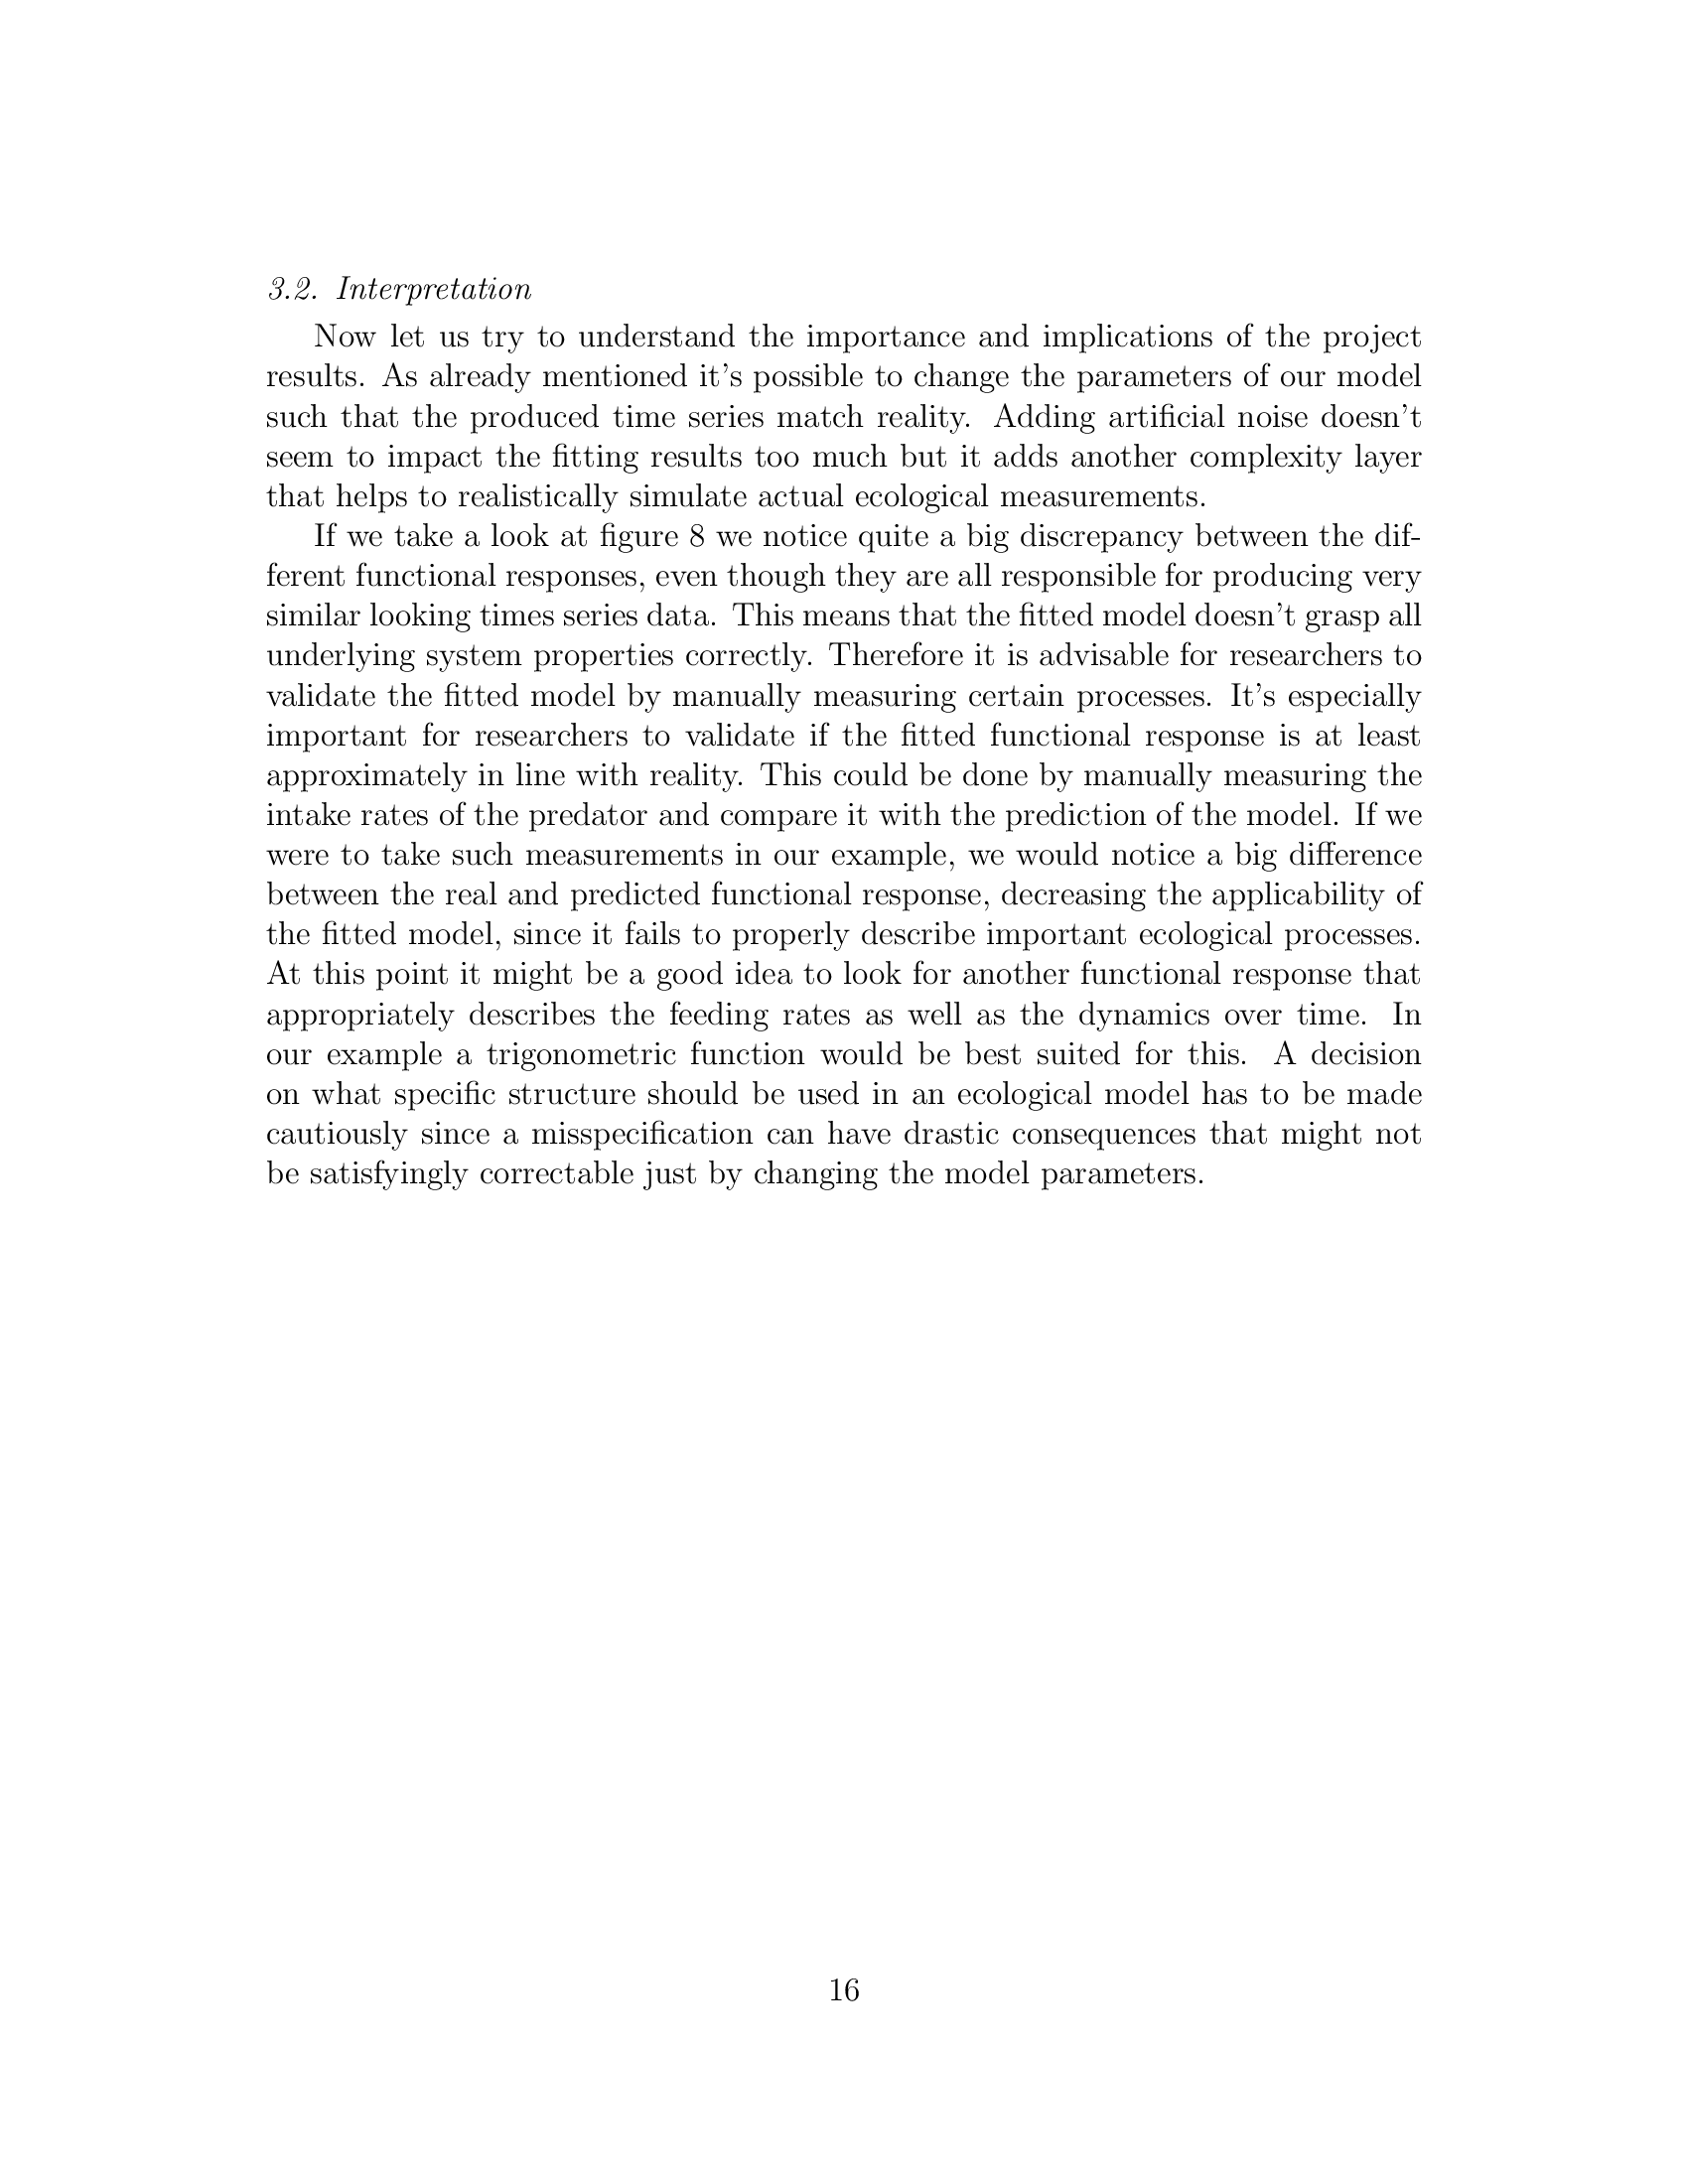 3.2. Interpretation
Now let us try to understand the importance and implications of the project
results. As already mentioned it's possible to change the parameters of our model
such that the produced time series match reality. Adding artificial noise doesn't
seem to impact the fitting results too much but it adds another complexity layer
that helps to realistically simulate actual ecological measurements.
If we take a look at figure 8 we notice quite a big discrepancy between the dif-
ferent functional responses, even though they are all responsible for producing very
similar looking times series data. This means that the fitted model doesn't grasp all
underlying system properties correctly. Therefore it is advisable for researchers to
validate the fitted model by manually measuring certain processes. It's especially
important for researchers to validate if the fitted functional response is at least
approximately in line with reality. This could be done by manually measuring the
intake rates of the predator and compare it with the prediction of the model. If we
were to take such measurements in our example, we would notice a big difference
between the real and predicted functional response, decreasing the applicability of
the fitted model, since it fails to properly describe important ecological processes.
At this point it might be a good idea to look for another functional response that
appropriately describes the feeding rates as well as the dynamics over time. In
our example a trigonometric function would be best suited for this. A decision
on what specific structure should be used in an ecological model has to be made
cautiously since a misspecification can have drastic consequences that might not
be satisfyingly correctable just by changing the model parameters.
16